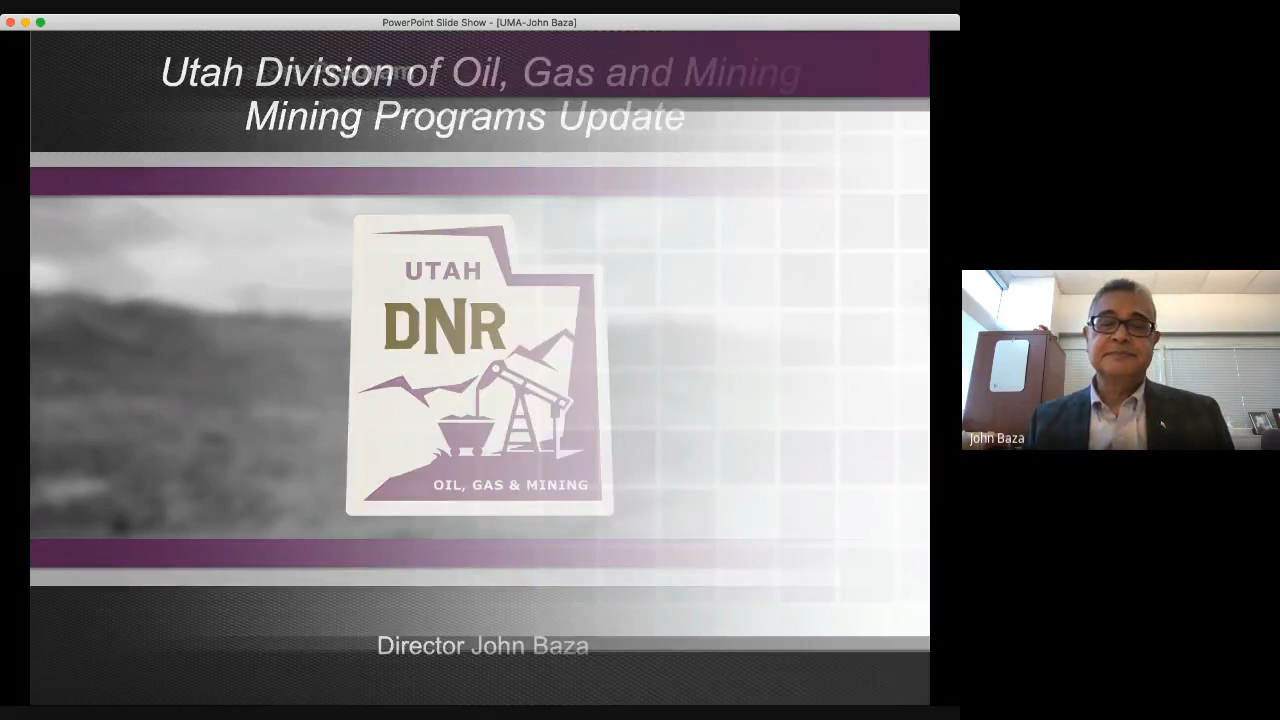 PowerPoint Slide Show - [UMA-John Baza]
Utah Division of Oil, Gas and Mining
Mining Programs Update
UTAH
DNR
OIL, GAS & MINING
Director John Baza
John Baza